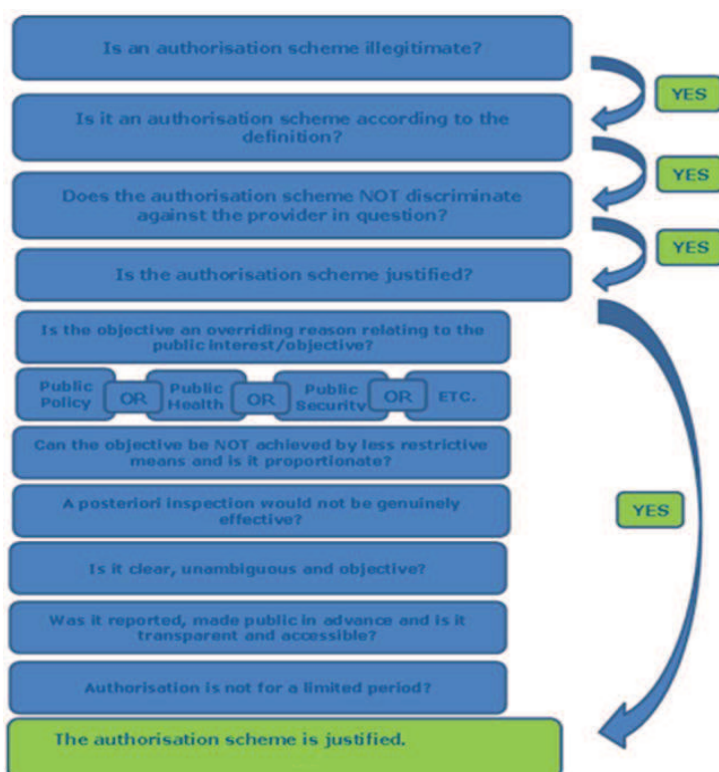 Is an authorisation scheme illegitimate?
YES
Is it an authorisation scheme according to the
definition?
YES
Does the authorisation scheme NOT discriminate
against the provider in question?
YES
Is the authorisation scheme justified?
Is the objective an overriding reason relating to the
public interest/objective?
Public
Policy
OR
Public
Health
OR
Public
Security
OR
ETC.
Can the objective be NOT achieved by less restrictive
means and is it proportionate?
A posteriori inspection would not be genuinely
effective?
YES
Is it clear, unambiguous and objective?
Was it reported, made public in advance and is it
transparent and accessible?
Authorisation is not for a limited period?
The authorisation scheme is justified.